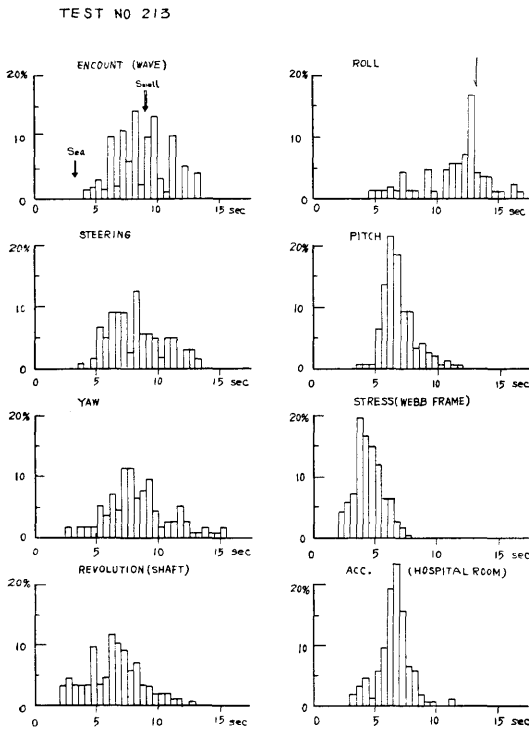 TEST NO 213
ENCOUNT (WAVE)
20%
10
0
Sea
Swell
0 5 10 15 sec
ROLL
20%
10
0
0 5 10 15 sec
STEERING
20%
10
0
0 5 10 15 sec
PITCH
20%
10
0
0 5 10 15 sec
YAW
20%
10
0
0 5 10 15 sec
STRESS(WEBB FRAME)
20%
10
0
0 5 10 15 sec
REVOLUTION(SHAFT)
20%
10
0
0 5 10 15 sec
ACC. (HOSPITAL ROOM)
20%
10
0
0 5 10 15 sec